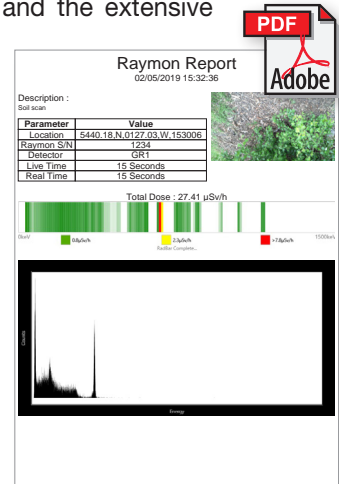 and the extensive
PDF
Adobe
Raymon Report
02/05/2019 15:32:36
Description :
Soil scan
Parameter Value
Location 5440.18,N,0127.03,W,153006
Raymon S/N 1234
Detector GR1
Live Time 15 Seconds
Real Time 15 Seconds
Total Dose : 27.41 µSv/h
0keV 1500keV
0.8µSv/h 2.3µSv/h >7.8µSv/h
RadBar Complete..
Counts
Energy